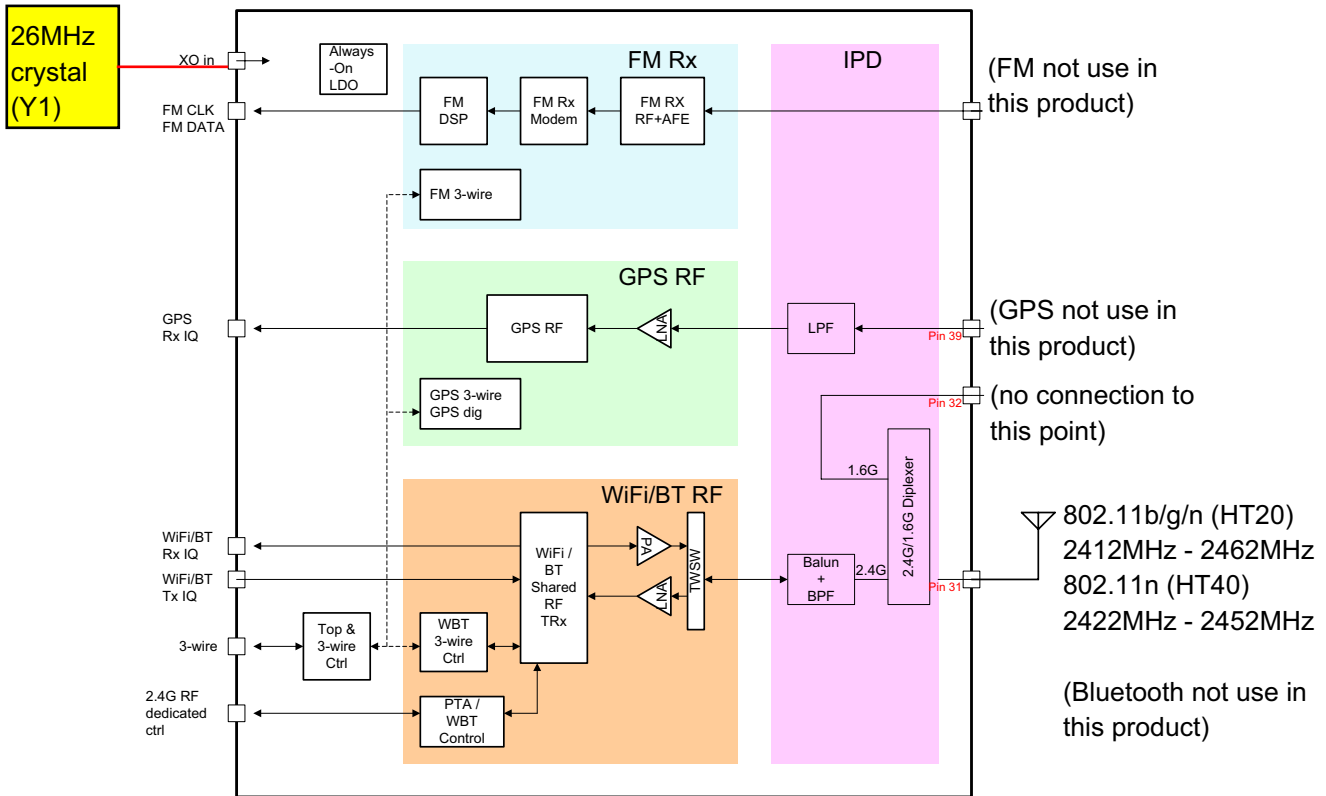 26MHz
crystal
(Y1)
XO in
FM CLK
FM DATA
Always
-On
LDO
FM Rx
FM
DSP
FM Rx
Modem
FM RX
RF+AFE
FM 3-wire
IPD
(FM not use in
this product)
GPS RF
GPS
Rx IQ
GPS RF
LNA
LPF
Pin 39
(GPS not use in
this product)
GPS 3-wire
GPS dig
Pin 32
(no connection to
this point)
1.6G
2.4G/1.6G Diplexer
WiFi/BT RF
WiFi/BT
Rx IQ
WiFi/BT
Tx IQ
WiFi /
BT
Shared
RF
TRx
PA
LNA
TWSW
Balun
+
BPF
2.4G
Pin 31
802.11b/g/n (HT20)
2412MHz - 2462MHz
802.11n (HT40)
2422MHz - 2452MHz
3-wire
Top &
3-wire
Ctrl
WBT
3-wire
Ctrl
2.4G RF
dedicated
ctrl
PTA /
WBT
Control
(Bluetooth not use in
this product)